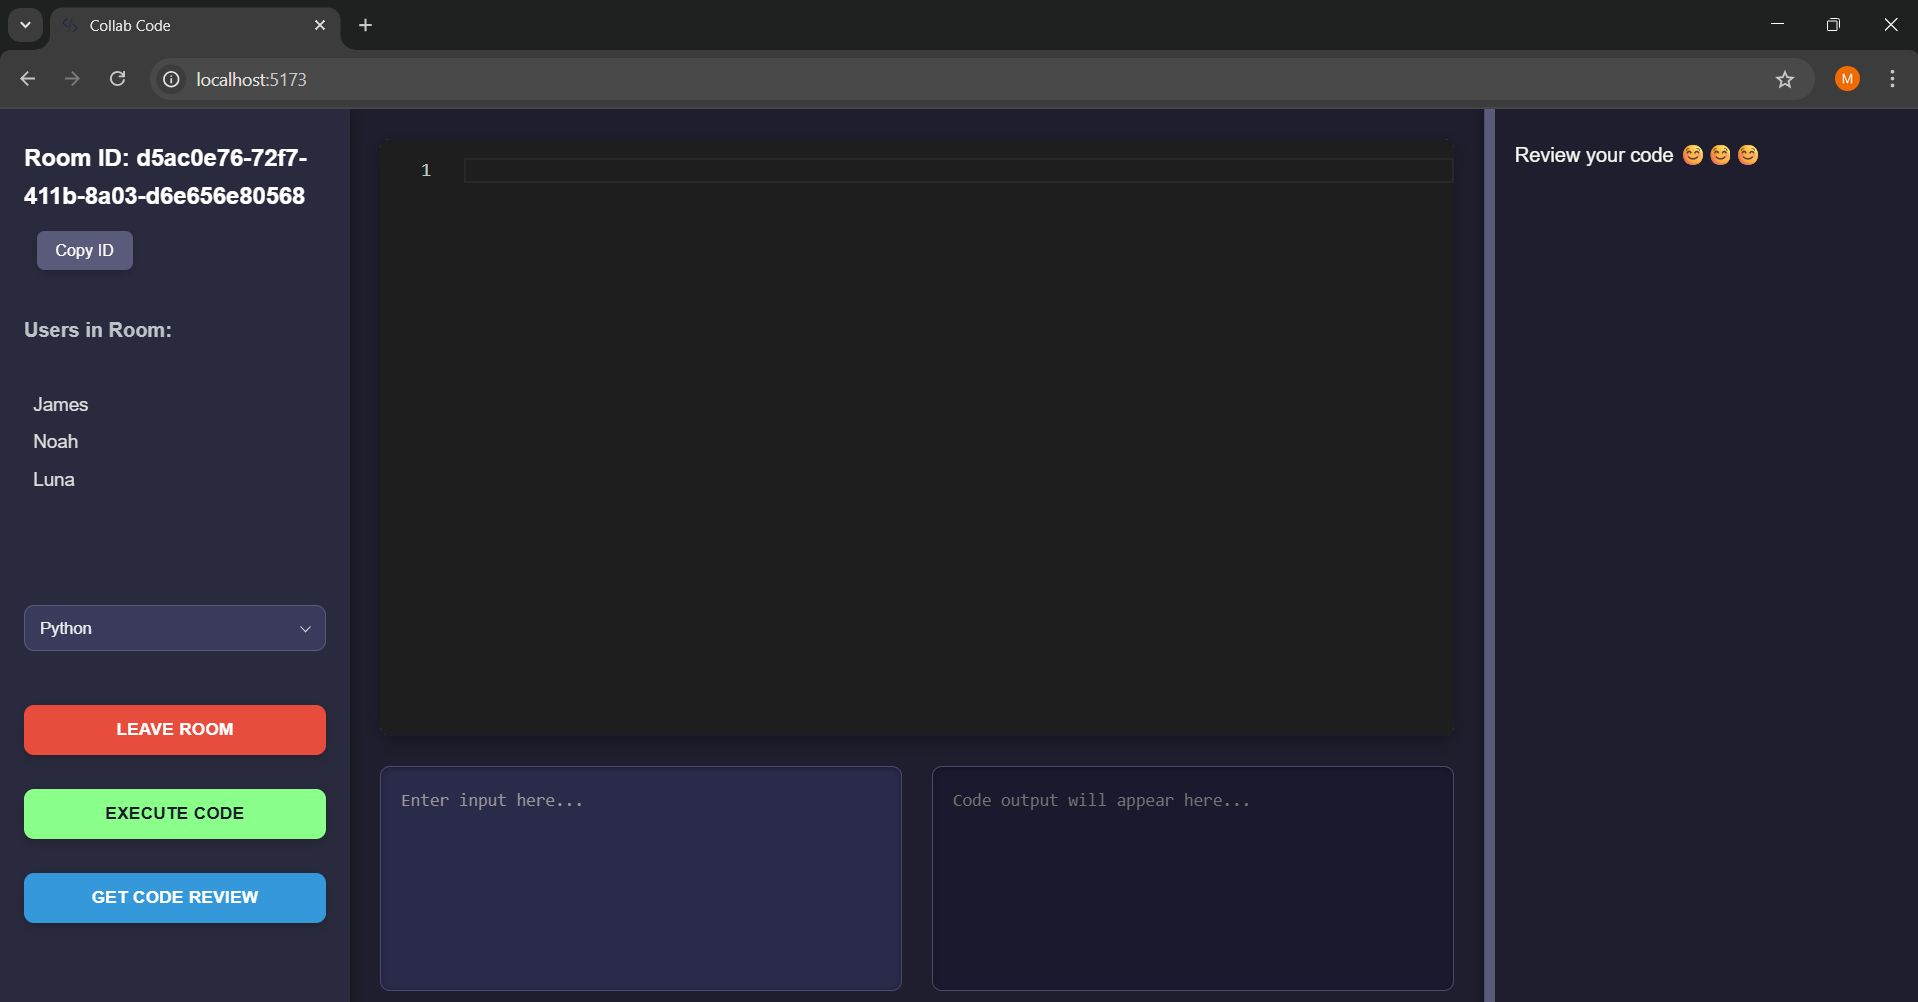 Collab Code
localhost:5173
M
Room ID: d5ac0e76-72f7-
411b-8a03-d6e656e80568
Copy ID
Users in Room:
James
Noah
Luna
Python
LEAVE ROOM
EXECUTE CODE
GET CODE REVIEW
1
Enter input here...
Code output will appear here...
Review your code 😊 😊 😊